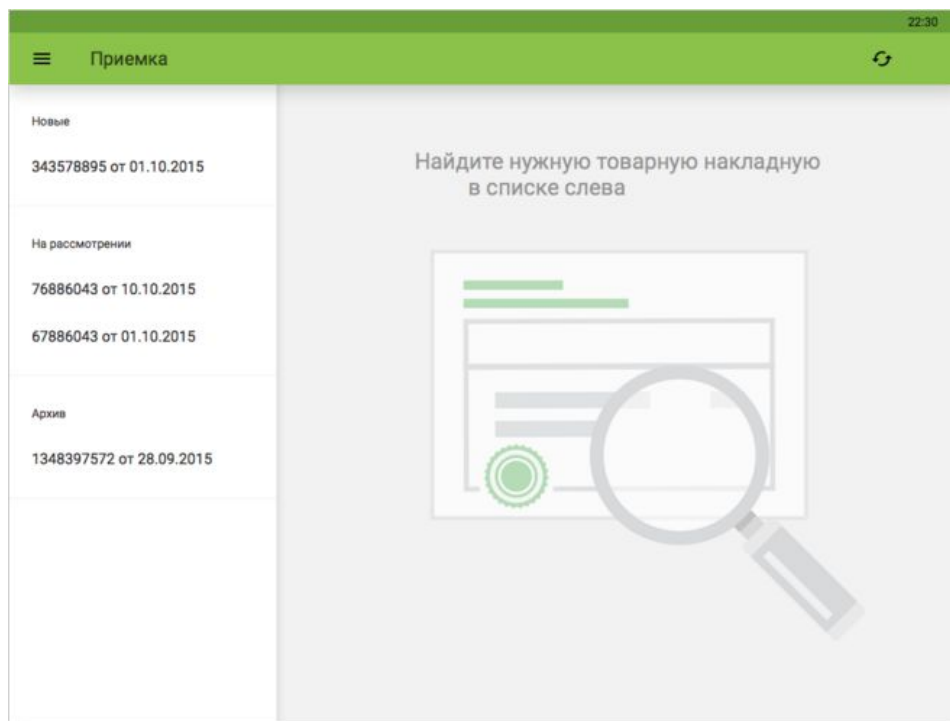 22:30
Приемка
Новые
343578895 от 01.10.2015
На рассмотрении
76886043 от 10.10.2015
67886043 от 01.10.2015
Архив
1348397572 от 28.09.2015
Найдите нужную товарную накладную
в списке слева